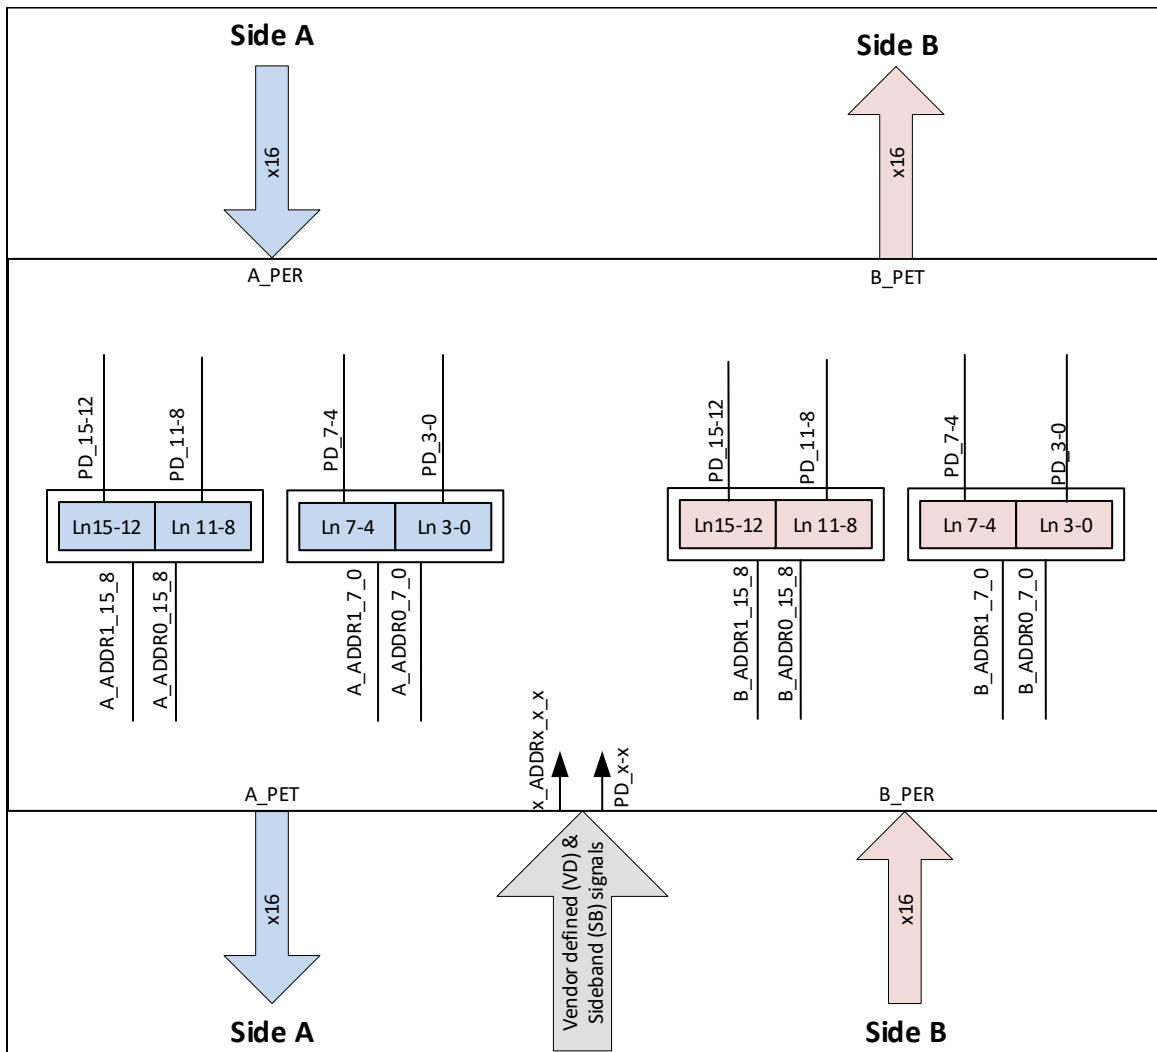 Side A
Side B
x16
x16
A_PER
B_PET
PD_15-12
PD_11-8
PD_7-4
PD_3-0
PD_15-12
PD_11-8
PD_7-4
PD_3-0
Ln15-12
Ln 11-8
Ln 7-4
Ln 3-0
Ln15-12
Ln 11-8
Ln 7-4
Ln 3-0
A_ADDR1_15_8
A_ADDR0_15_8
A_ADDR1_7_0
A_ADDR0_7_0
B_ADDR1_15_8
B_ADDR0_15_8
B_ADDR1_7_0
B_ADDR0_7_0
x_ADDRx_x_x
PD_x-x
A_PET
B_PER
x16
Vendor defined (VD) &
Sideband (SB) signals
x16
Side A
Side B